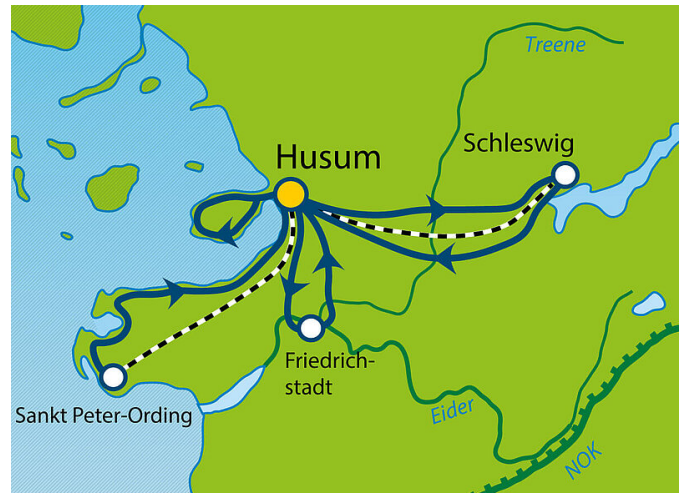 Treene
Schleswig
Husum
Friedrich-
stadt
Sankt Peter-Ording
Eider
NOK